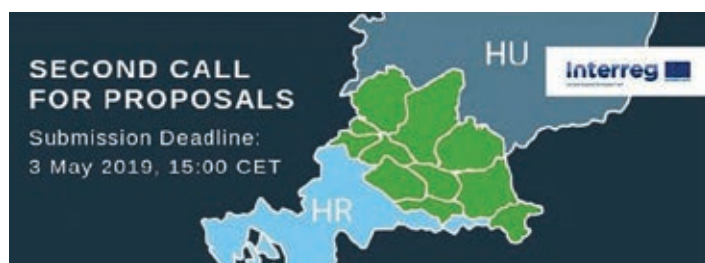 SECOND CALL
FOR PROPOSALS
Submission Deadline:
3 May 2019, 15:00 CET
HU
Interreg
HR